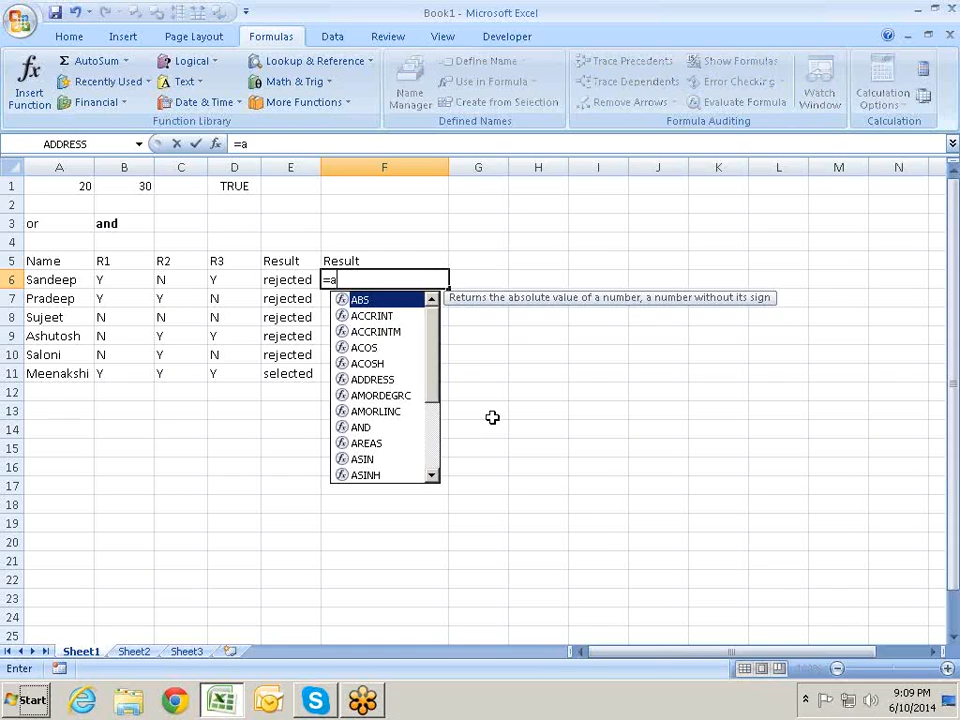 Book1 - Microsoft Excel
Home Insert Page Layout Formulas Data Review View Developer
Insert Function
AutoSum
Recently Used
Financial
Logical
Text
Date & Time
Lookup & Reference
Math & Trig
More Functions
Function Library
Name Manager
Define Name
Use in Formula
Create from Selection
Defined Names
Trace Precedents
Trace Dependents
Remove Arrows
Show Formulas
Error Checking
Evaluate Formula
Formula Auditing
Watch Window
Calculation Options
Calculation
ADDRESS fx =a
A B C D E F G H I J K L M N
1 20 30 TRUE
2
3 or and
4
5 Name R1 R2 R3 Result Result
6 Sandeep Y N Y rejected =a
7 Pradeep Y Y N rejected
8 Sujeet N N N rejected
9 Ashutosh N Y Y rejected
10 Saloni N Y N rejected
11 Meenakshi Y Y Y selected
12
13
14
15
16
17
18
19
20
21
22
23
24
25
ABS
ACCRINT
ACCRINTM
ACOS
ACOSH
ADDRESS
AMORDEGRC
AMORLINC
AND
AREAS
ASIN
ASINH
Returns the absolute value of a number, a number without its sign
Sheet1 Sheet2 Sheet3
Enter 100%
Start
9:09 PM
6/10/2014